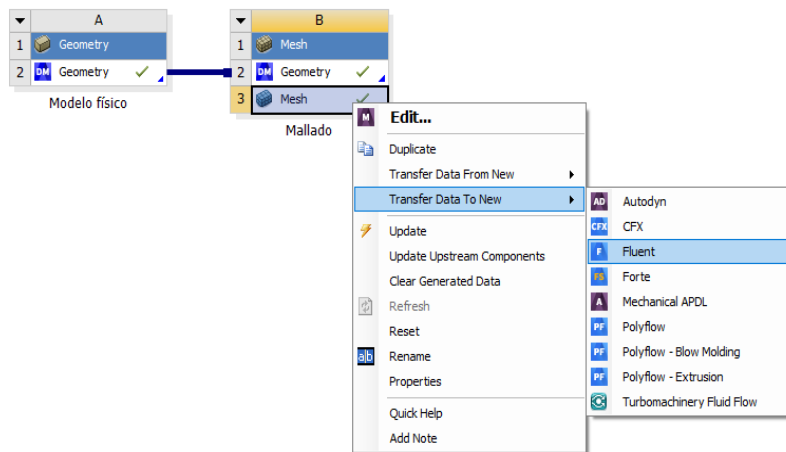 A
1 Geometry
2 DM Geometry
Modelo físico
B
1 Mesh
2 DM Geometry
3 Mesh
Mallado
M Edit...
Duplicate
Transfer Data From New
Transfer Data To New
Update
Update Upstream Components
Clear Generated Data
Refresh
Reset
a|b Rename
Properties
Quick Help
Add Note
AD Autodyn
CFX CFX
F Fluent
FS Forte
A Mechanical APDL
PF Polyflow
PF Polyflow - Blow Molding
PF Polyflow - Extrusion
Turbomachinery Fluid Flow